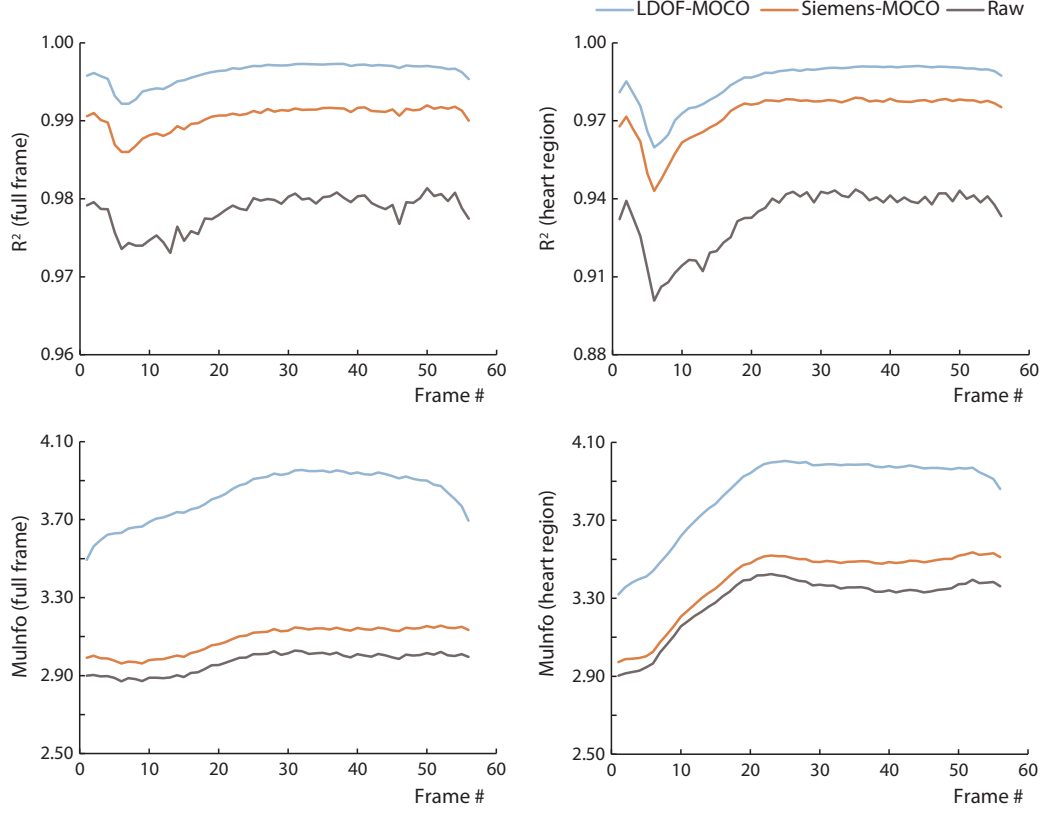 LDOF-MOCO Siemens-MOCO Raw
R² (full frame)
1.00
0.99
0.98
0.97
0.96
0 10 20 30 40 50 60
Frame #
R² (heart region)
1.00
0.97
0.94
0.91
0.88
0 10 20 30 40 50 60
Frame #
MuInfo (full frame)
4.10
3.70
3.30
2.90
2.50
0 10 20 30 40 50 60
Frame #
MuInfo (heart region)
4.10
3.70
3.30
2.90
2.50
0 10 20 30 40 50 60
Frame #